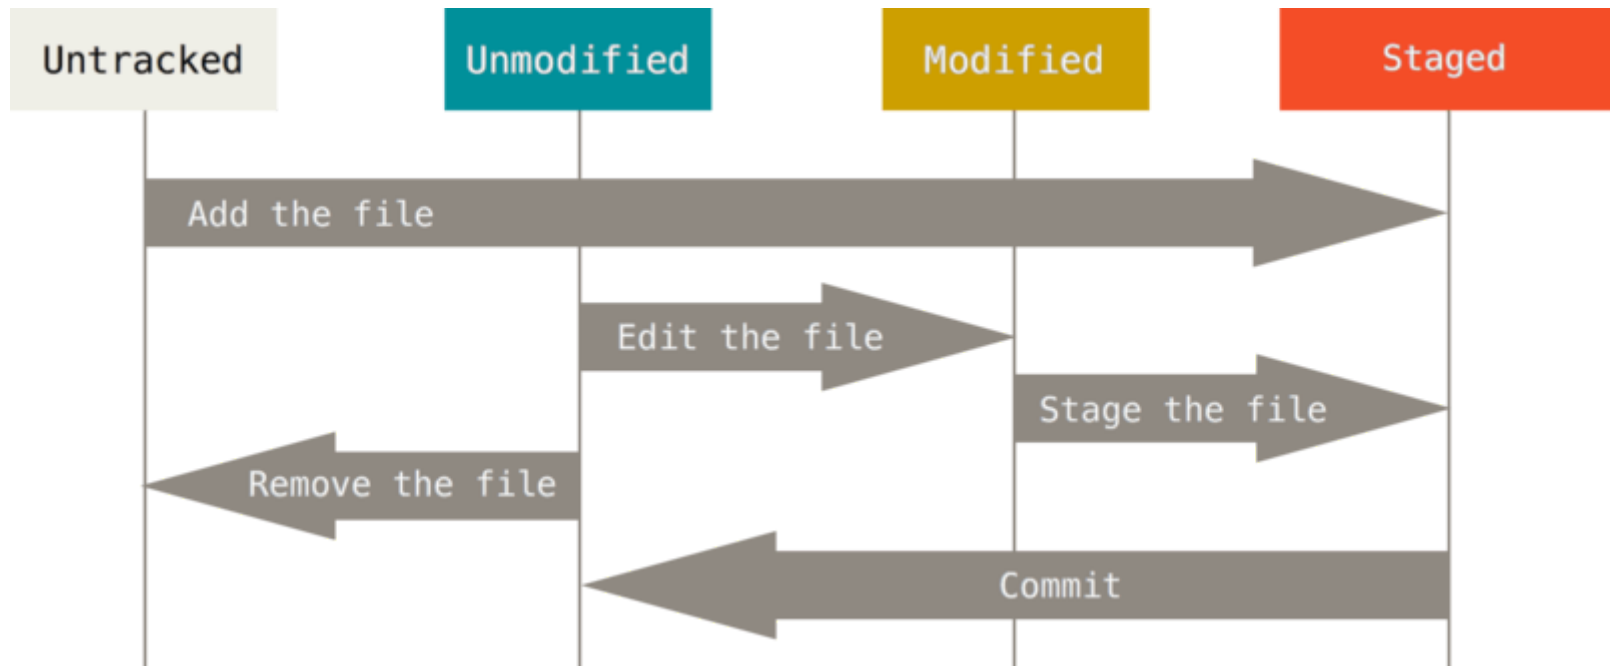 Untracked
Unmodified
Modified
Staged
Add the file
Edit the file
Stage the file
Remove the file
Commit